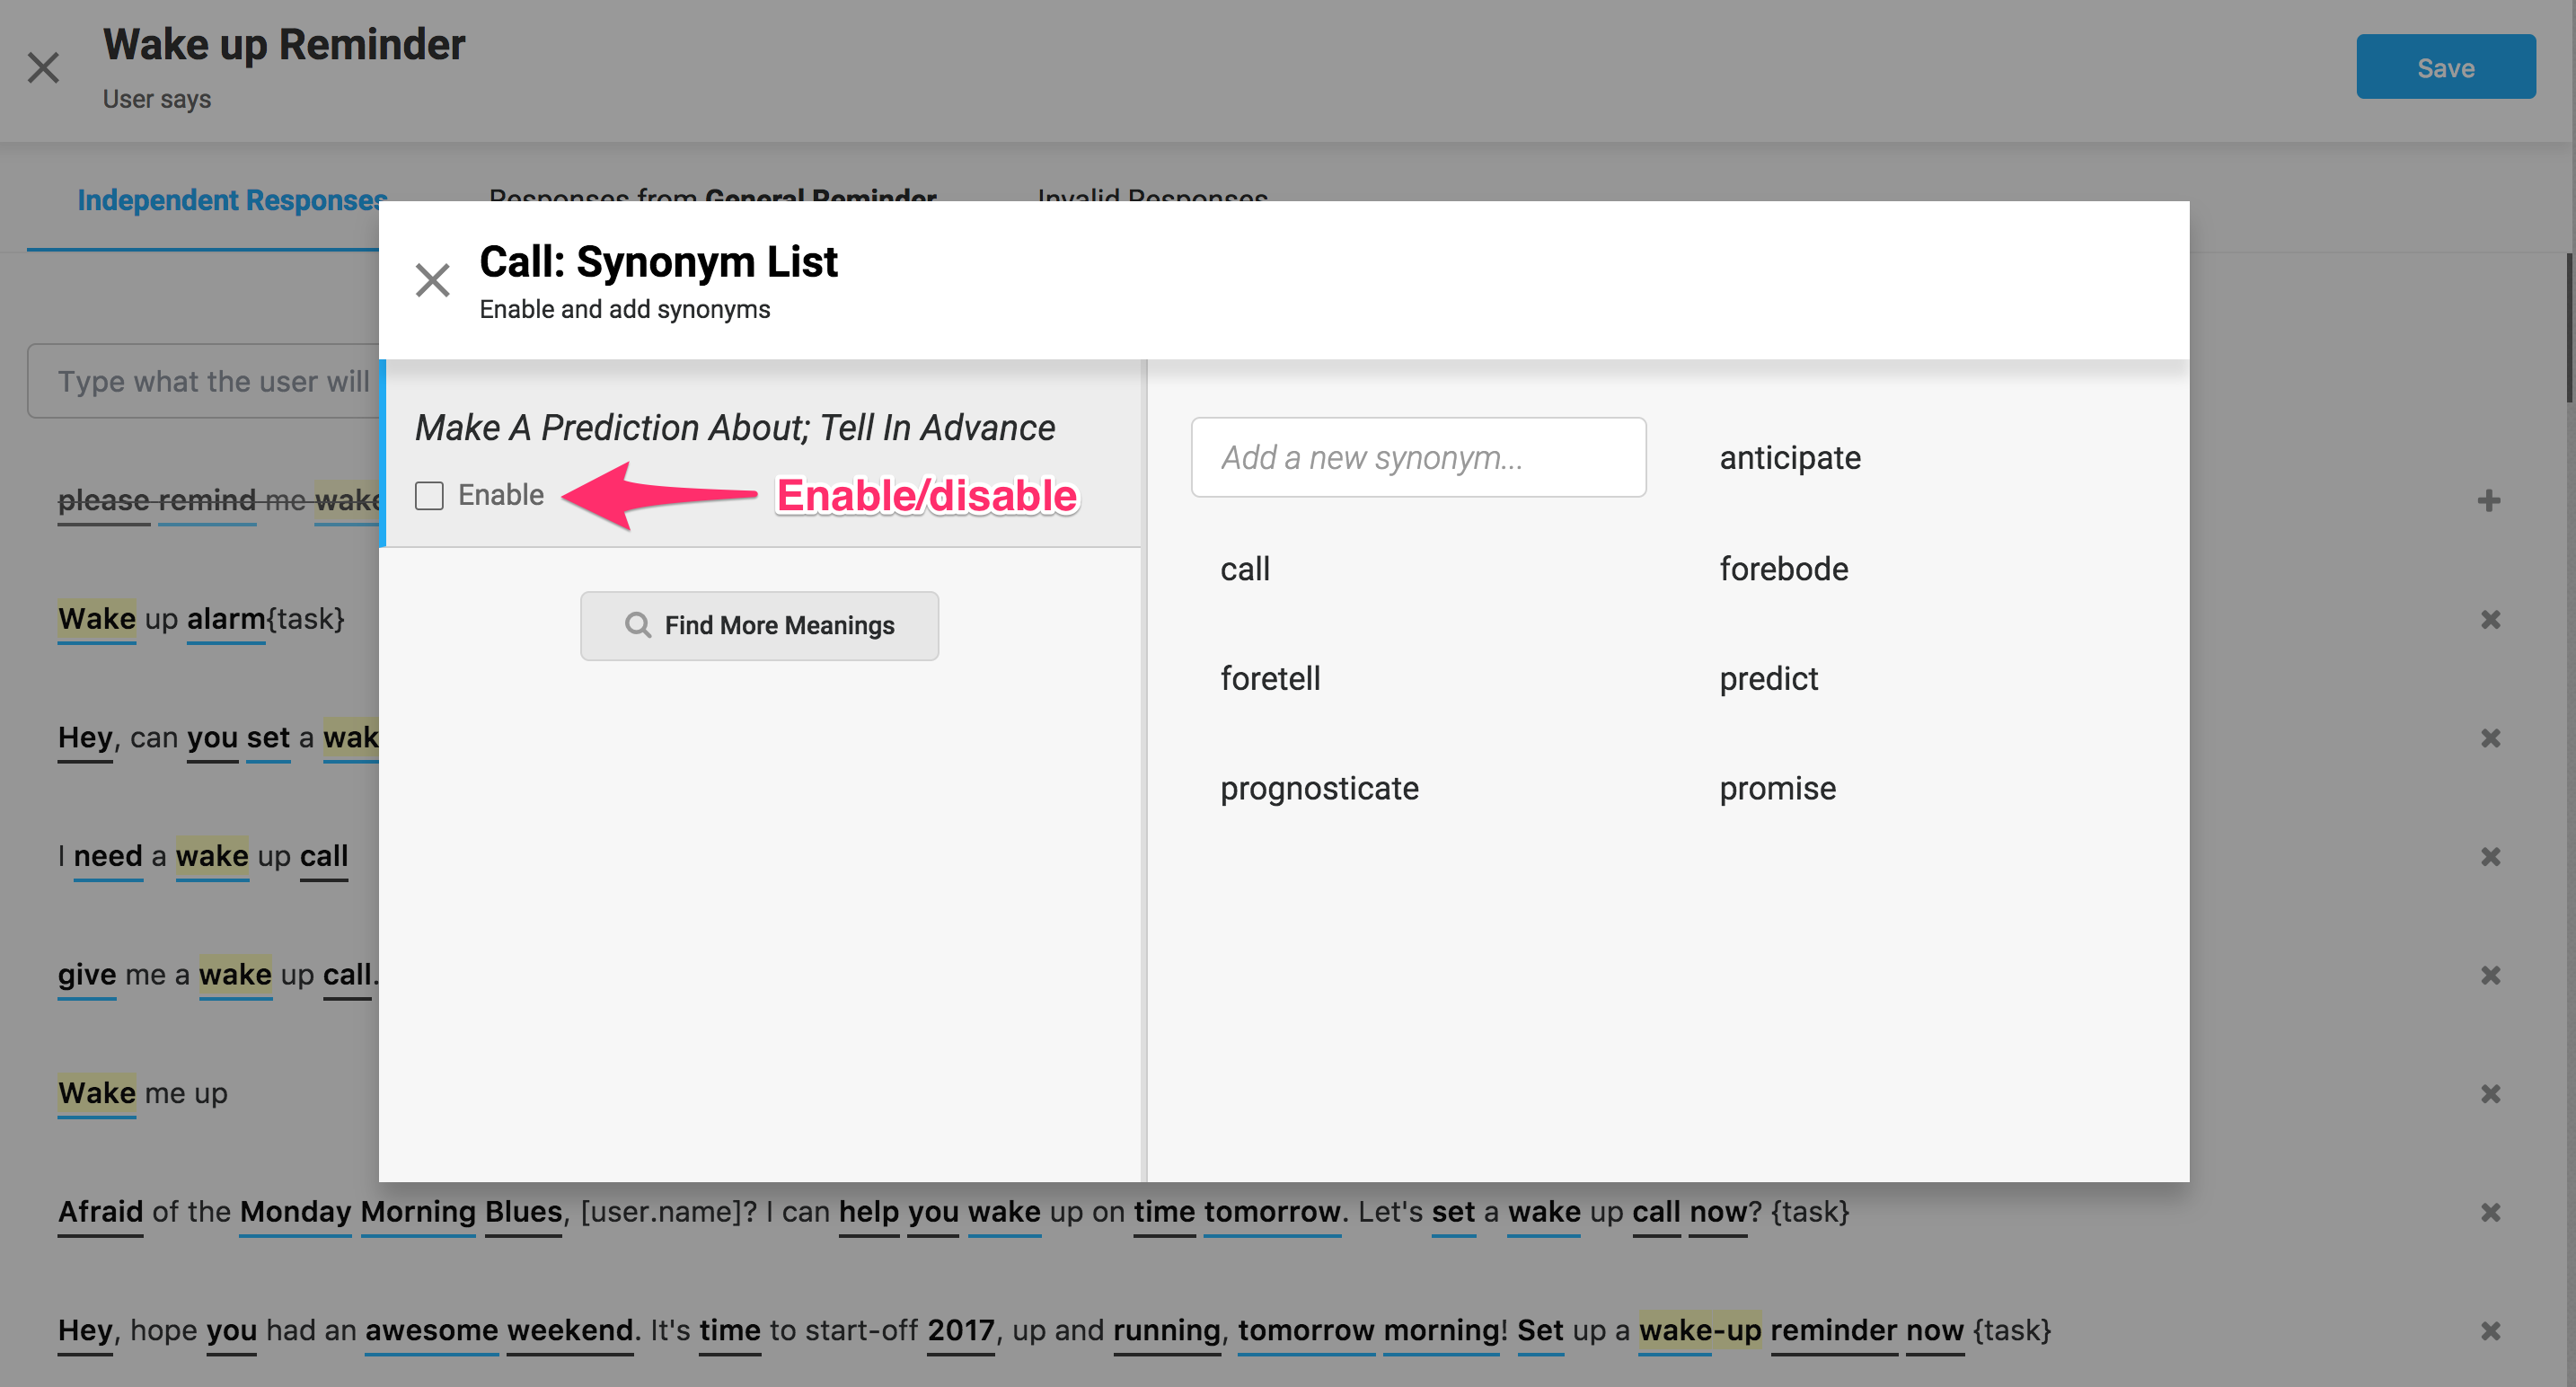 Wake up Reminder
User says
Save
Independent Responses
Responses from General Reminder
Invalid Responses
Call: Synonym List
Enable and add synonyms
Type what the user will
Make A Prediction About; Tell In Advance
Enable
Enable/disable
Find More Meanings
Add a new synonym...
anticipate
call
forebode
foretell
predict
prognosticate
promise
please remind me wake
Wake up alarm{task}
Hey, can you set a wak
I need a wake up call
give me a wake up call.
Wake me up
Afraid of the Monday Morning Blues, [user.name]? I can help you wake up on time tomorrow. Let's set a wake up call now? {task}
Hey, hope you had an awesome weekend. It's time to start-off 2017, up and running, tomorrow morning! Set up a wake-up reminder now {task}